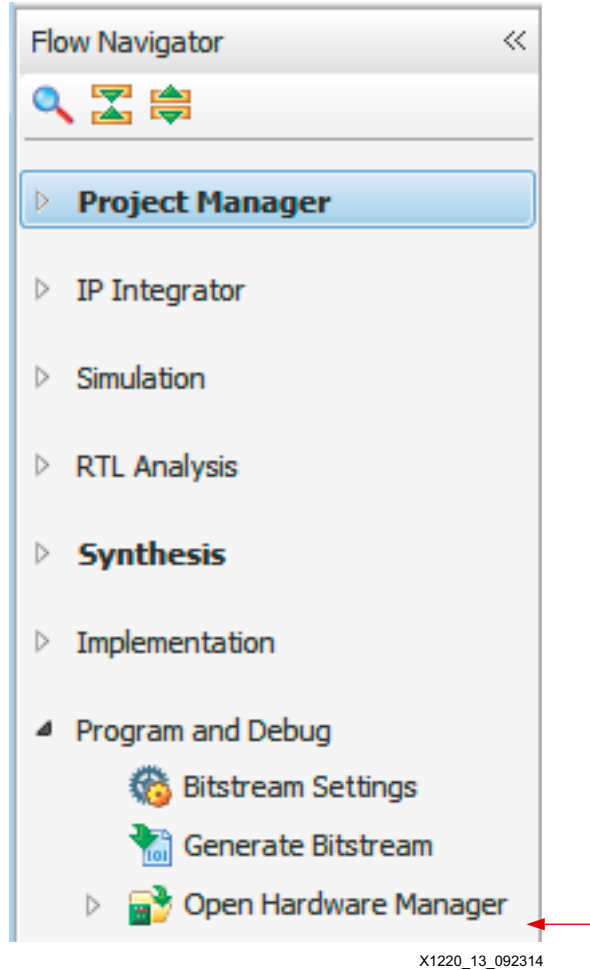 Flow Navigator
Project Manager
IP Integrator
Simulation
RTL Analysis
Synthesis
Implementation
Program and Debug
Bitstream Settings
101
Generate Bitstream
Open Hardware Manager
X1220_13_092314